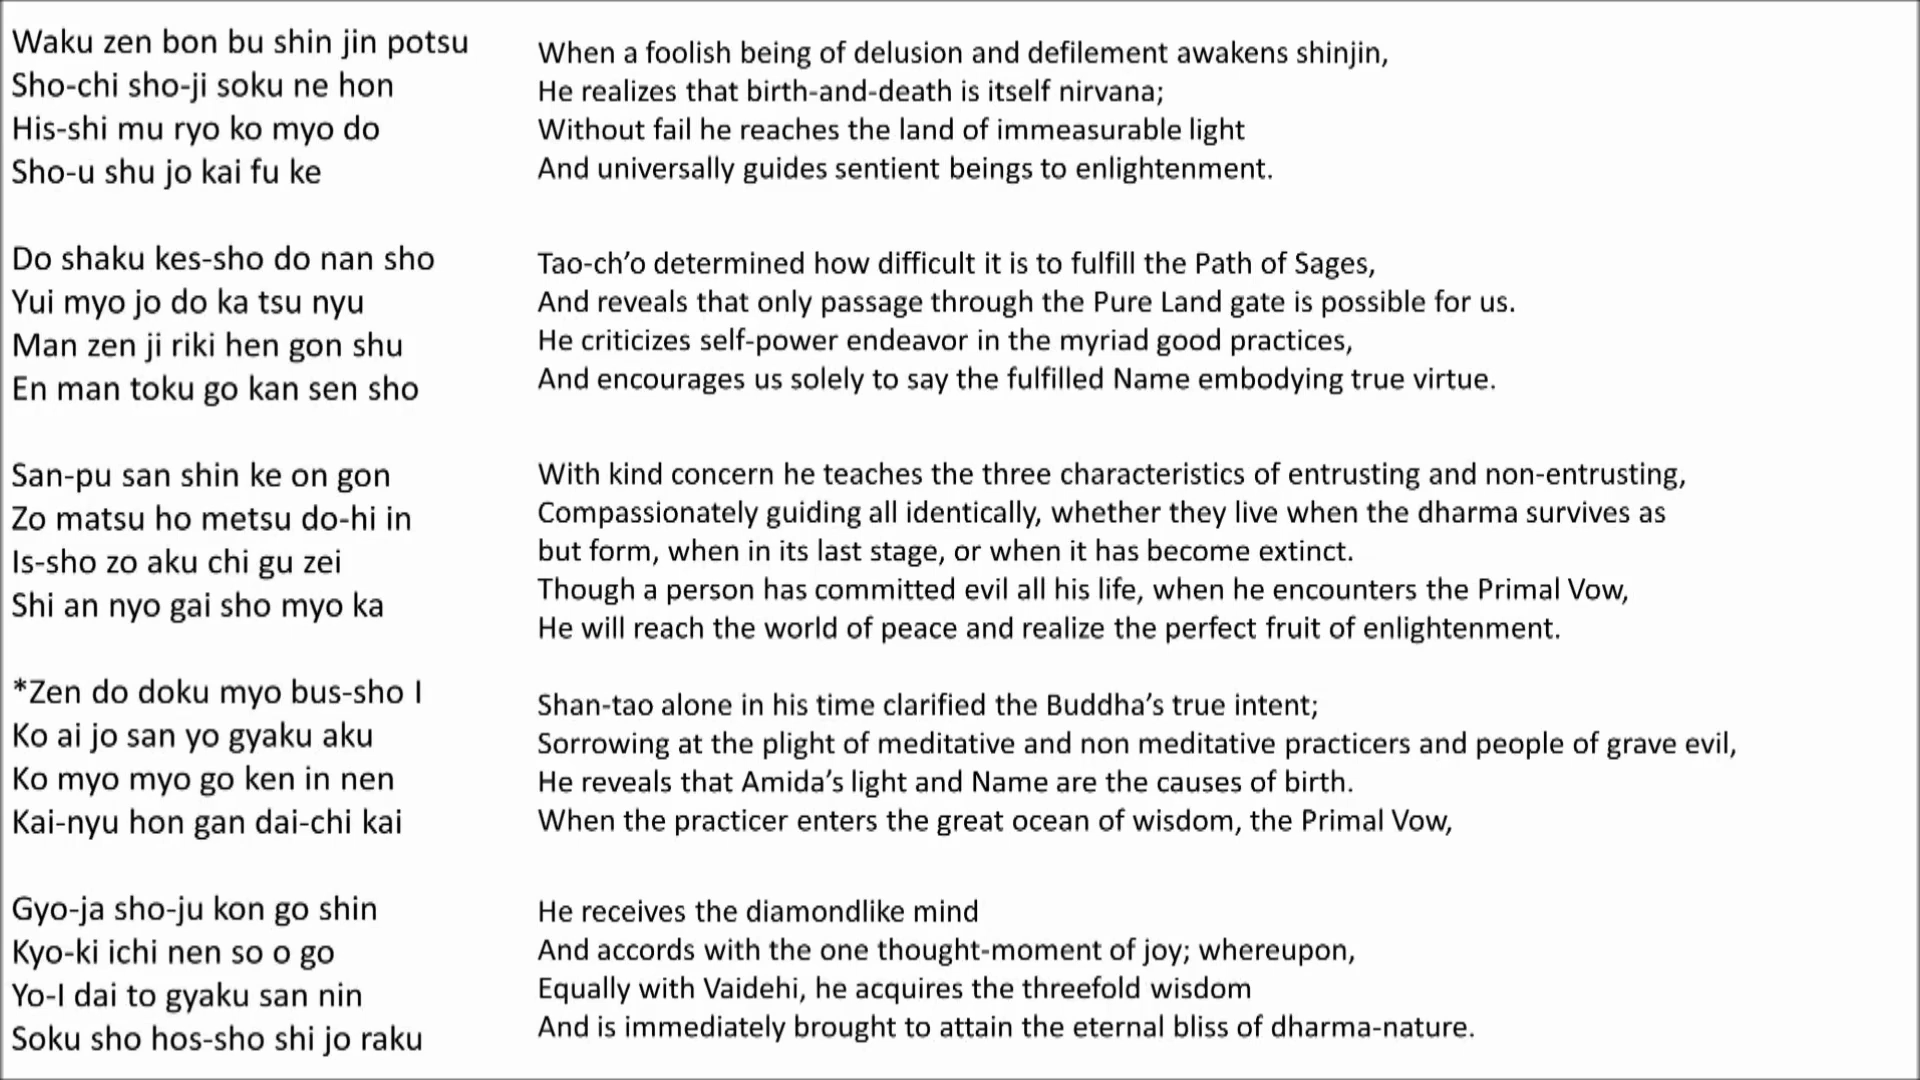 Waku zen bon bu shin jin potsu
Sho-chi sho-ji soku ne hon
His-shi mu ryo ko myo do
Sho-u shu jo kai fu ke
When a foolish being of delusion and defilement awakens shinjin,
He realizes that birth-and-death is itself nirvana;
Without fail he reaches the land of immeasurable light
And universally guides sentient beings to enlightenment.
Do shaku kes-sho do nan sho
Yui myo jo do ka tsu nyu
Man zen ji riki hen gon shu
En man toku go kan sen sho
Tao-ch’o determined how difficult it is to fulfill the Path of Sages,
And reveals that only passage through the Pure Land gate is possible for us.
He criticizes self-power endeavor in the myriad good practices,
And encourages us solely to say the fulfilled Name embodying true virtue.
San-pu san shin ke on gon
Zo matsu ho metsu do-hi in
Is-sho zo aku chi gu zei
Shi an nyo gai sho myo ka
With kind concern he teaches the three characteristics of entrusting and non-entrusting,
Compassionately guiding all identically, whether they live when the dharma survives as
but form, when in its last stage, or when it has become extinct.
Though a person has committed evil all his life, when he encounters the Primal Vow,
He will reach the world of peace and realize the perfect fruit of enlightenment.
*Zen do doku myo bus-sho I
Ko ai jo san yo gyaku aku
Ko myo myo go ken in nen
Kai-nyu hon gan dai-chi kai
Shan-tao alone in his time clarified the Buddha’s true intent;
Sorrowing at the plight of meditative and non meditative practicers and people of grave evil,
He reveals that Amida’s light and Name are the causes of birth.
When the practicer enters the great ocean of wisdom, the Primal Vow,
Gyo-ja sho-ju kon go shin
Kyo-ki ichi nen so o go
Yo-I dai to gyaku san nin
Soku sho hos-sho shi jo raku
He receives the diamondlike mind
And accords with the one thought-moment of joy; whereupon,
Equally with Vaidehi, he acquires the threefold wisdom
And is immediately brought to attain the eternal bliss of dharma-nature.